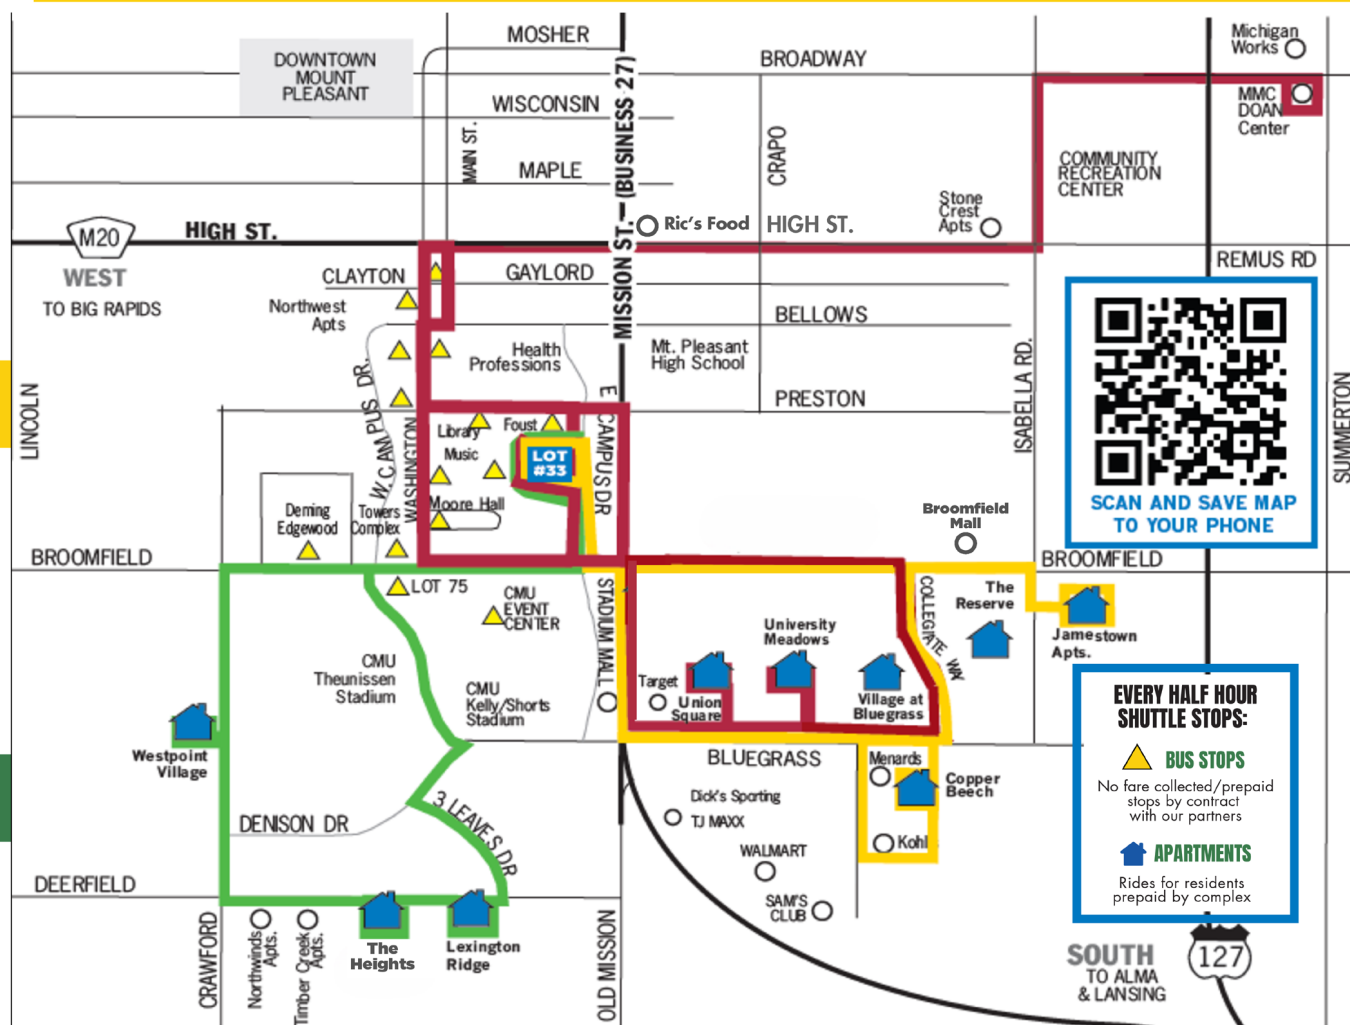 MOSHER
BROADWAY
Michigan
Works
DOWNTOWN
MOUNT
PLEASANT
WISCONSIN
MAIN ST.
MAPLE
MISSION ST.— (BUSINESS 27)
CRAPO
MMC
DOAN
Center
COMMUNITY
RECREATION
CENTER
Stone
Crest
Apts
M20
HIGH ST.
Ric's Food
HIGH ST.
WEST
TO BIG RAPIDS
REMUS RD
CLAYTON
GAYLORD
Northwest
Apts
BELLOWS
Health
Professions
Mt. Pleasant
High School
ISABELLA RD.
LINCOLN
SUMMERTON
W. CAMPUS DR.
WASHINGTON
PRESTON
E CAMPUS DR
Library
Foust
Music
LOT
#33
Moore Hall
Deming
Edgewood
Towers
Complex
SCAN AND SAVE MAP
TO YOUR PHONE
Broomfield
Mall
BROOMFIELD
BROOMFIELD
LOT 75
CMU
EVENT
CENTER
STADIUM MALL
COLLEGIATE WY
The
Reserve
Jamestown
Apts.
University
Meadows
CMU
Theunissen
Stadium
CMU
Kelly/Shorts
Stadium
Target
Union
Square
Village at
Bluegrass
Westpoint
Village
BLUEGRASS
Menards
Copper
Beech
Kohl
Dick's Sporting
TJ MAXX
WALMART
SAM'S
CLUB
DENISON DR
3 LEAVES DR
DEERFIELD
CRAWFORD
Northwinds
Apts.
Timber Creek
Apts.
The
Heights
Lexington
Ridge
OLD MISSION
EVERY HALF HOUR
SHUTTLE STOPS:
BUS STOPS
No fare collected/prepaid
stops by contract
with our partners
APARTMENTS
Rides for residents
prepaid by complex
SOUTH
TO ALMA
& LANSING
127